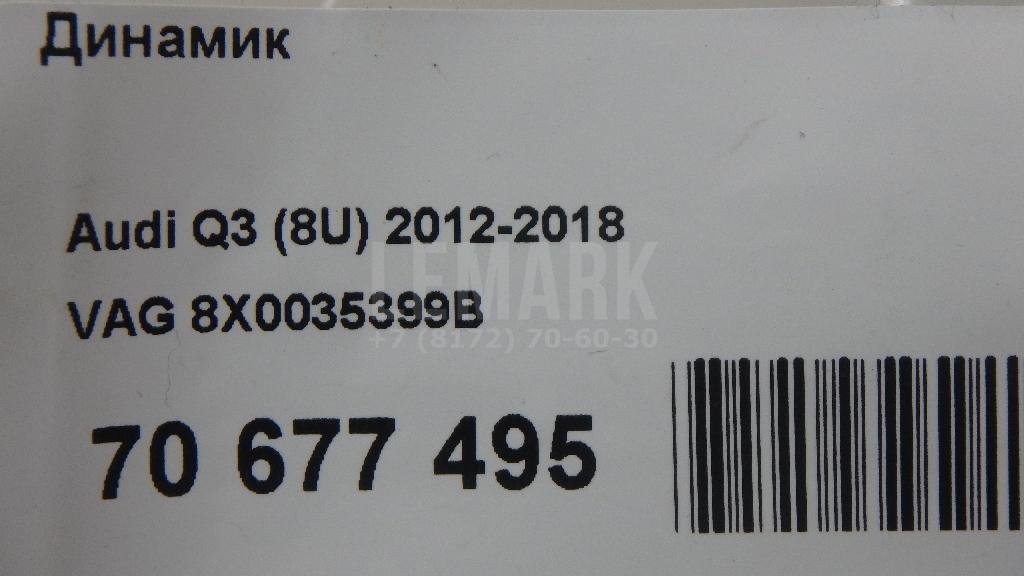 Динамик
Audi Q3 (8U) 2012-2018
LEMARK
VAG 8X0035399B
+7 (8172) 70-60-30
70 677 495